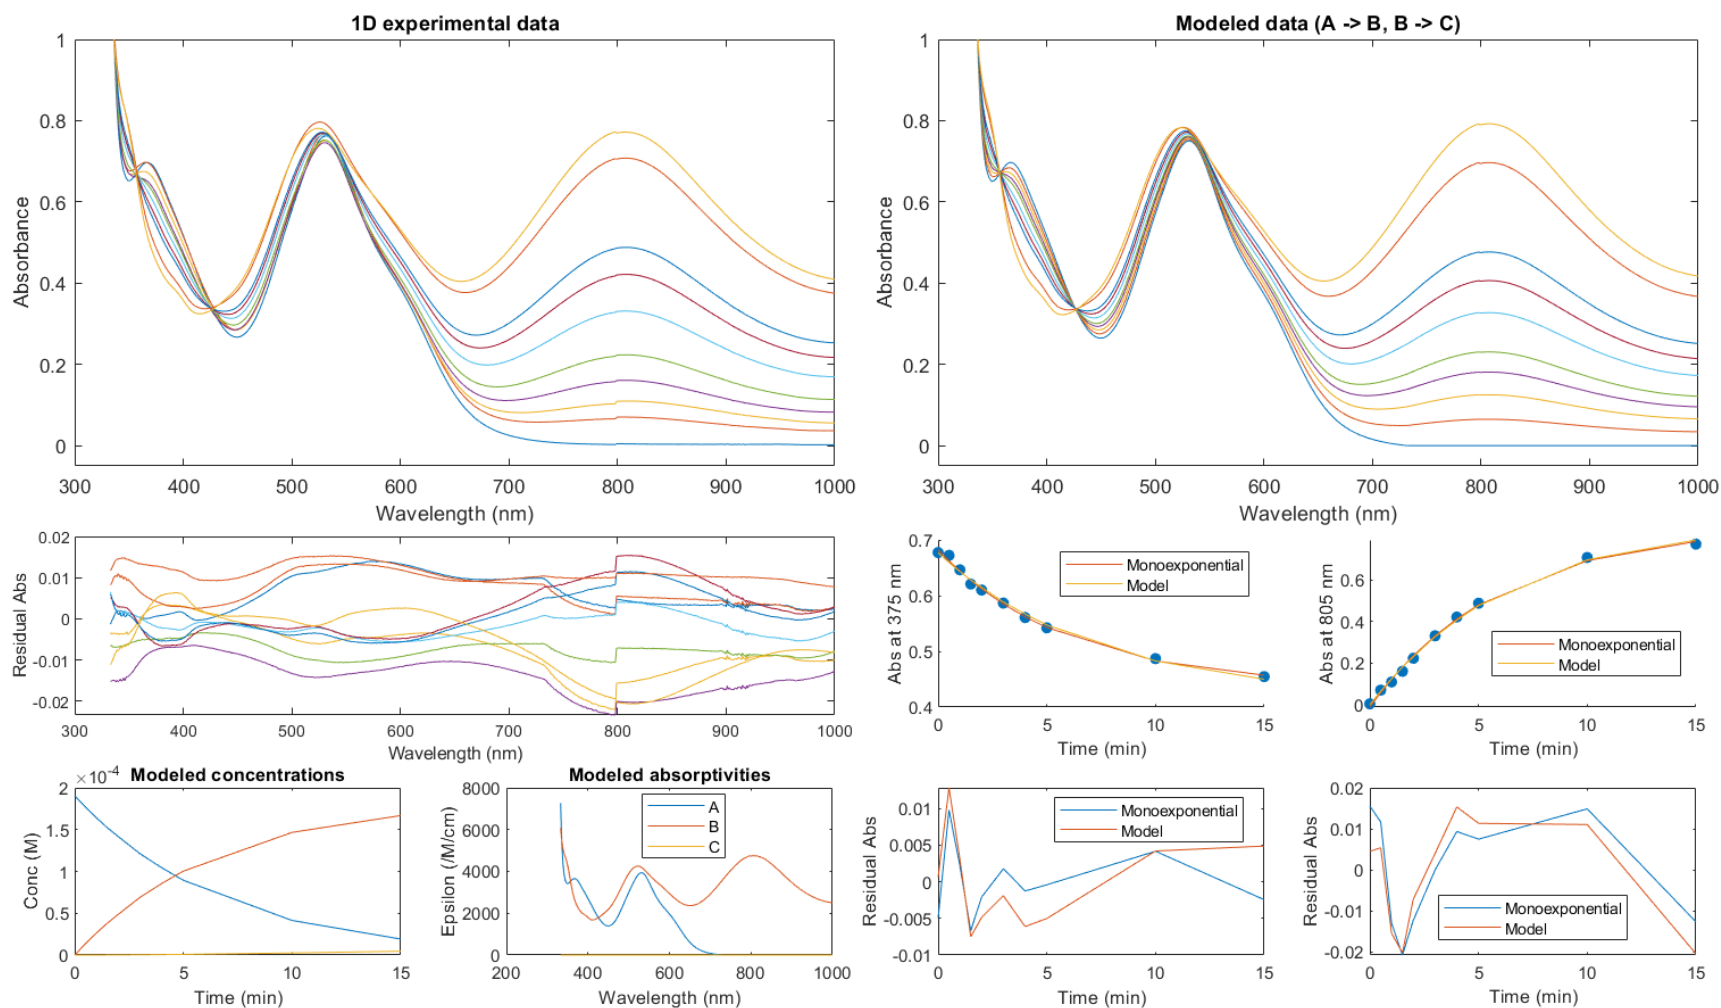 1D experimental data
1
0.8
0.6
0.4
0.2
0
Absorbance
300 400 500 600 700 800 900 1000
Wavelength (nm)
Modeled data (A -> B, B -> C)
1
0.8
0.6
0.4
0.2
0
Absorbance
300 400 500 600 700 800 900 1000
Wavelength (nm)
0.02
0.01
0
-0.01
-0.02
Residual Abs
300 400 500 600 700 800 900 1000
Wavelength (nm)
0.7
0.6
0.5
0.4
Abs at 375 nm
Monoexponential
Model
0 5 10 15
Time (min)
0.6
0.4
0.2
0
Abs at 805 nm
Monoexponential
Model
0 5 10 15
Time (min)
×10-4
Modeled concentrations
2
1.5
1
0.5
0
Conc (M)
0 5 10 15
Time (min)
Modeled absorptivities
8000
6000
4000
2000
0
Epsilon (/M/cm)
A
B
C
200 400 600 800 1000
Wavelength (nm)
0.01
0.005
0
-0.005
-0.01
Residual Abs
Monoexponential
Model
0 5 10 15
Time (min)
0.02
0.01
0
-0.01
-0.02
Residual Abs
Monoexponential
Model
0 5 10 15
Time (min)